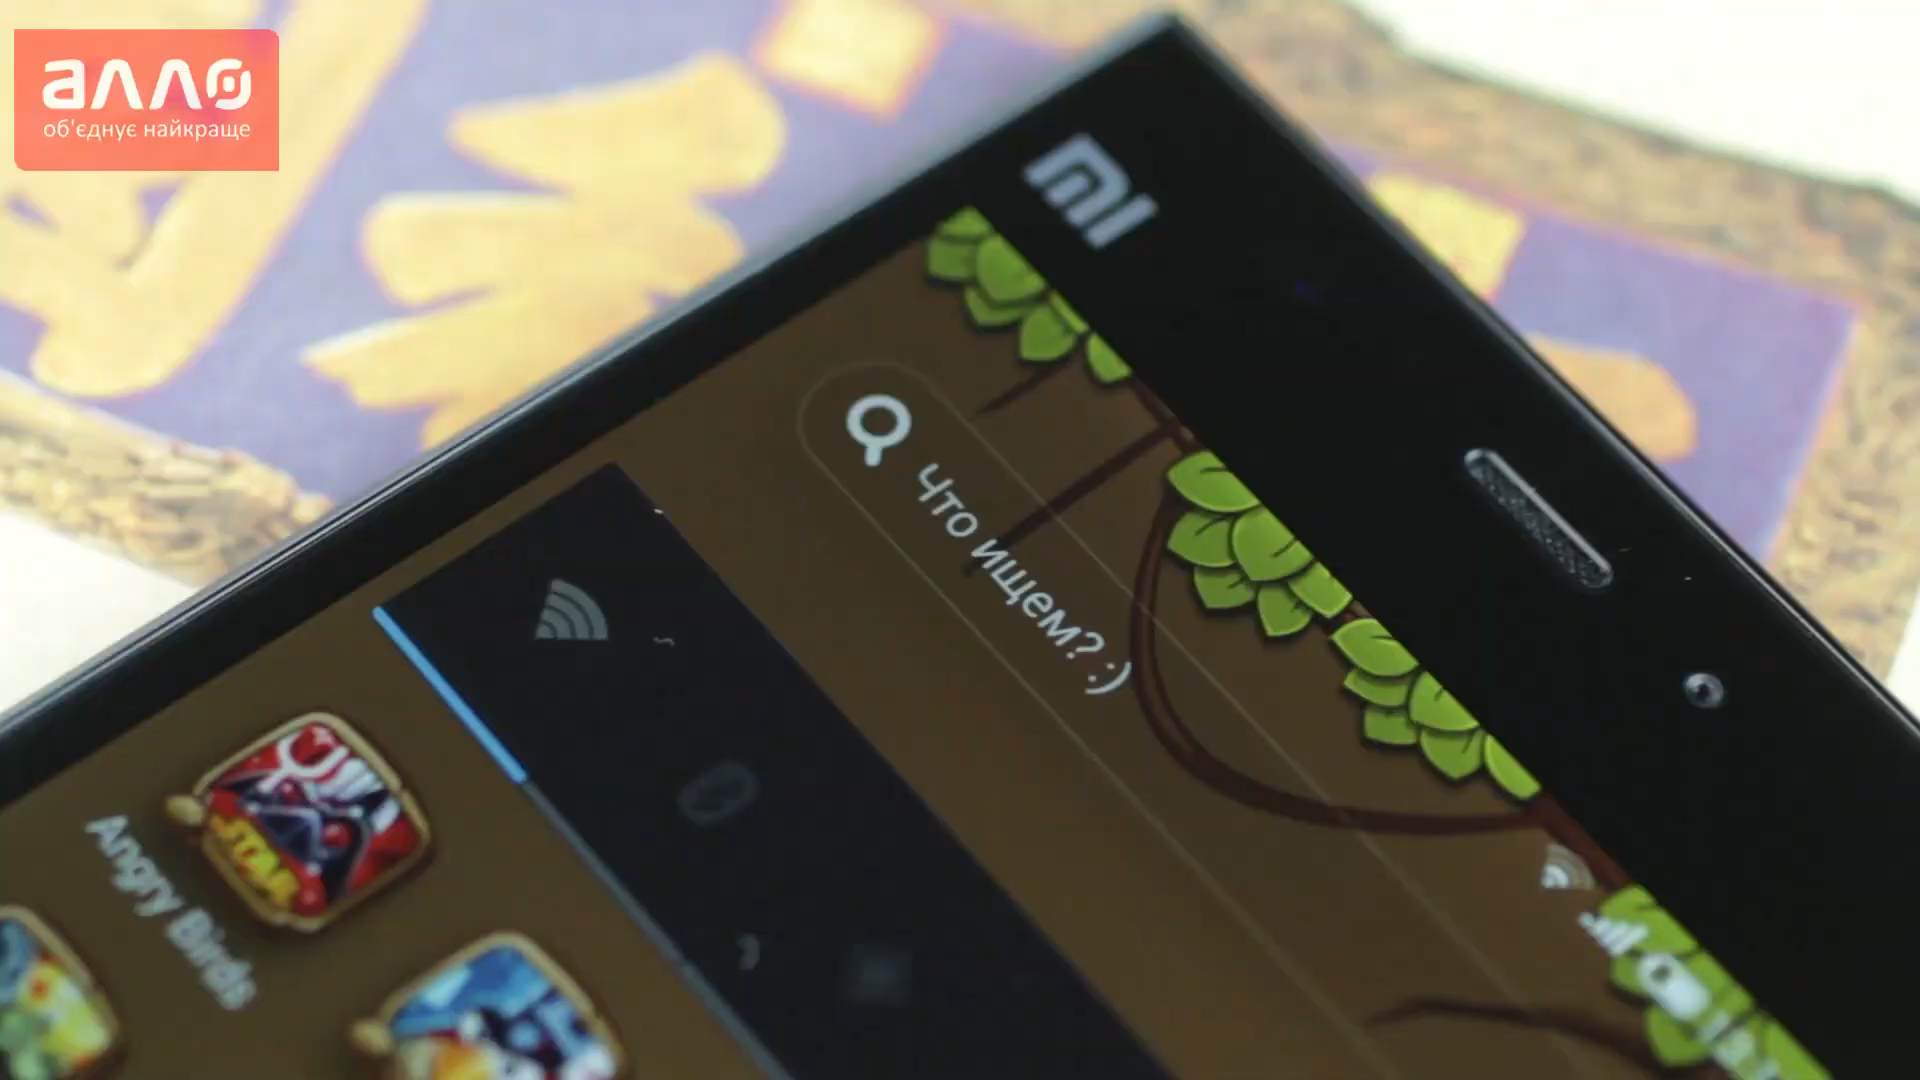 алло
об'єднує найкраще
mi
Что ищем? :)
STAR
Angry Birds